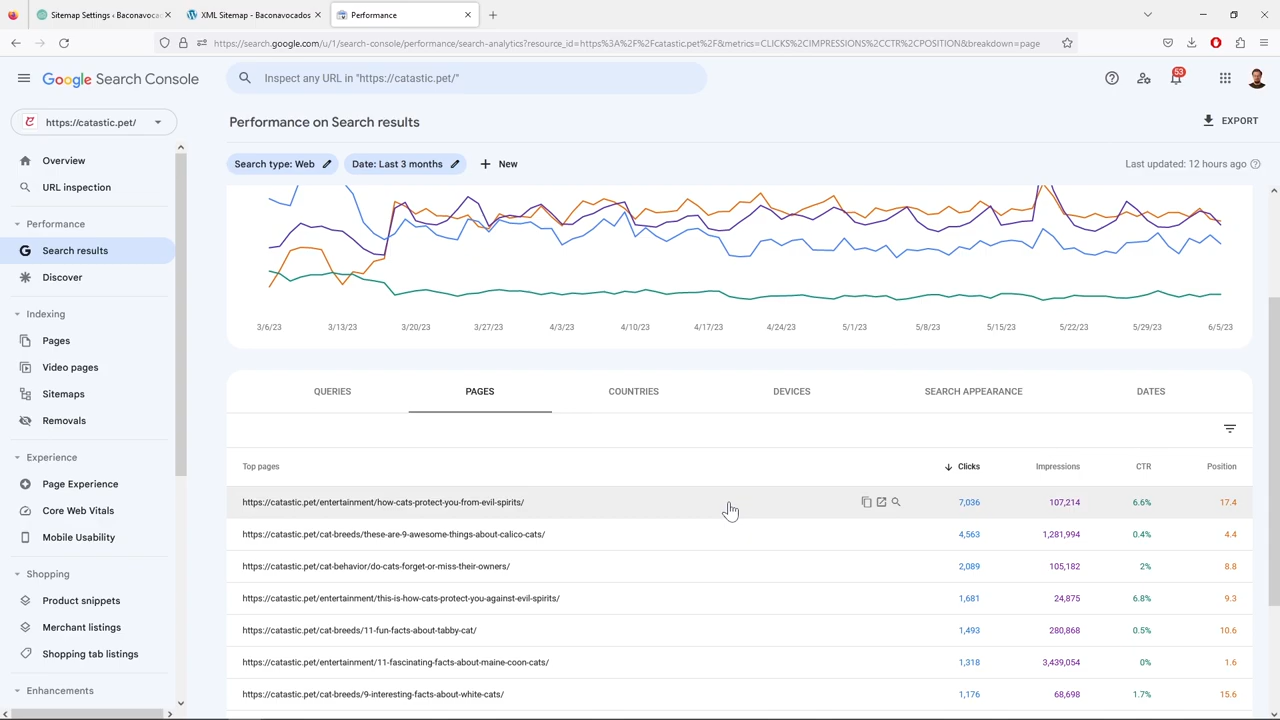 Sitemap Settings ‹ Baconavocad
XML Sitemap - Baconavocados
Performance
https://search.google.com/u/1/search-console/performance/search-analytics?resource_id=https%3A%2F%2Fcatastic.pet%2F&metrics=CLICKS%2CIMPRESSIONS%2CCTR%2CPOSITION&breakdown=page
Google Search Console
Inspect any URL in "https://catastic.pet/"
53
https://catastic.pet/
Performance on Search results
EXPORT
Search type: Web
Date: Last 3 months
New
Last updated: 12 hours ago
Overview
URL inspection
Performance
Search results
Discover
Indexing
Pages
Video pages
Sitemaps
Removals
Experience
Page Experience
Core Web Vitals
Mobile Usability
Shopping
Product snippets
Merchant listings
Shopping tab listings
Enhancements
3/6/23 3/13/23 3/20/23 3/27/23 4/3/23 4/10/23 4/17/23 4/24/23 5/1/23 5/8/23 5/15/23 5/22/23 5/29/23 6/5/23
QUERIES PAGES COUNTRIES DEVICES SEARCH APPEARANCE DATES
Top pages Clicks Impressions CTR Position
https://catastic.pet/entertainment/how-cats-protect-you-from-evil-spirits/ 7,036 107,214 6.6% 17.4
https://catastic.pet/cat-breeds/these-are-9-awesome-things-about-calico-cats/ 4,563 1,281,994 0.4% 4.4
https://catastic.pet/cat-behavior/do-cats-forget-or-miss-their-owners/ 2,089 105,182 2% 8.8
https://catastic.pet/entertainment/this-is-how-cats-protect-you-against-evil-spirits/ 1,681 24,875 6.8% 9.3
https://catastic.pet/cat-breeds/11-fun-facts-about-tabby-cat/ 1,493 280,868 0.5% 10.6
https://catastic.pet/entertainment/11-fascinating-facts-about-maine-coon-cats/ 1,318 3,439,054 0% 1.6
https://catastic.pet/cat-breeds/9-interesting-facts-about-white-cats/ 1,176 68,698 1.7% 15.6